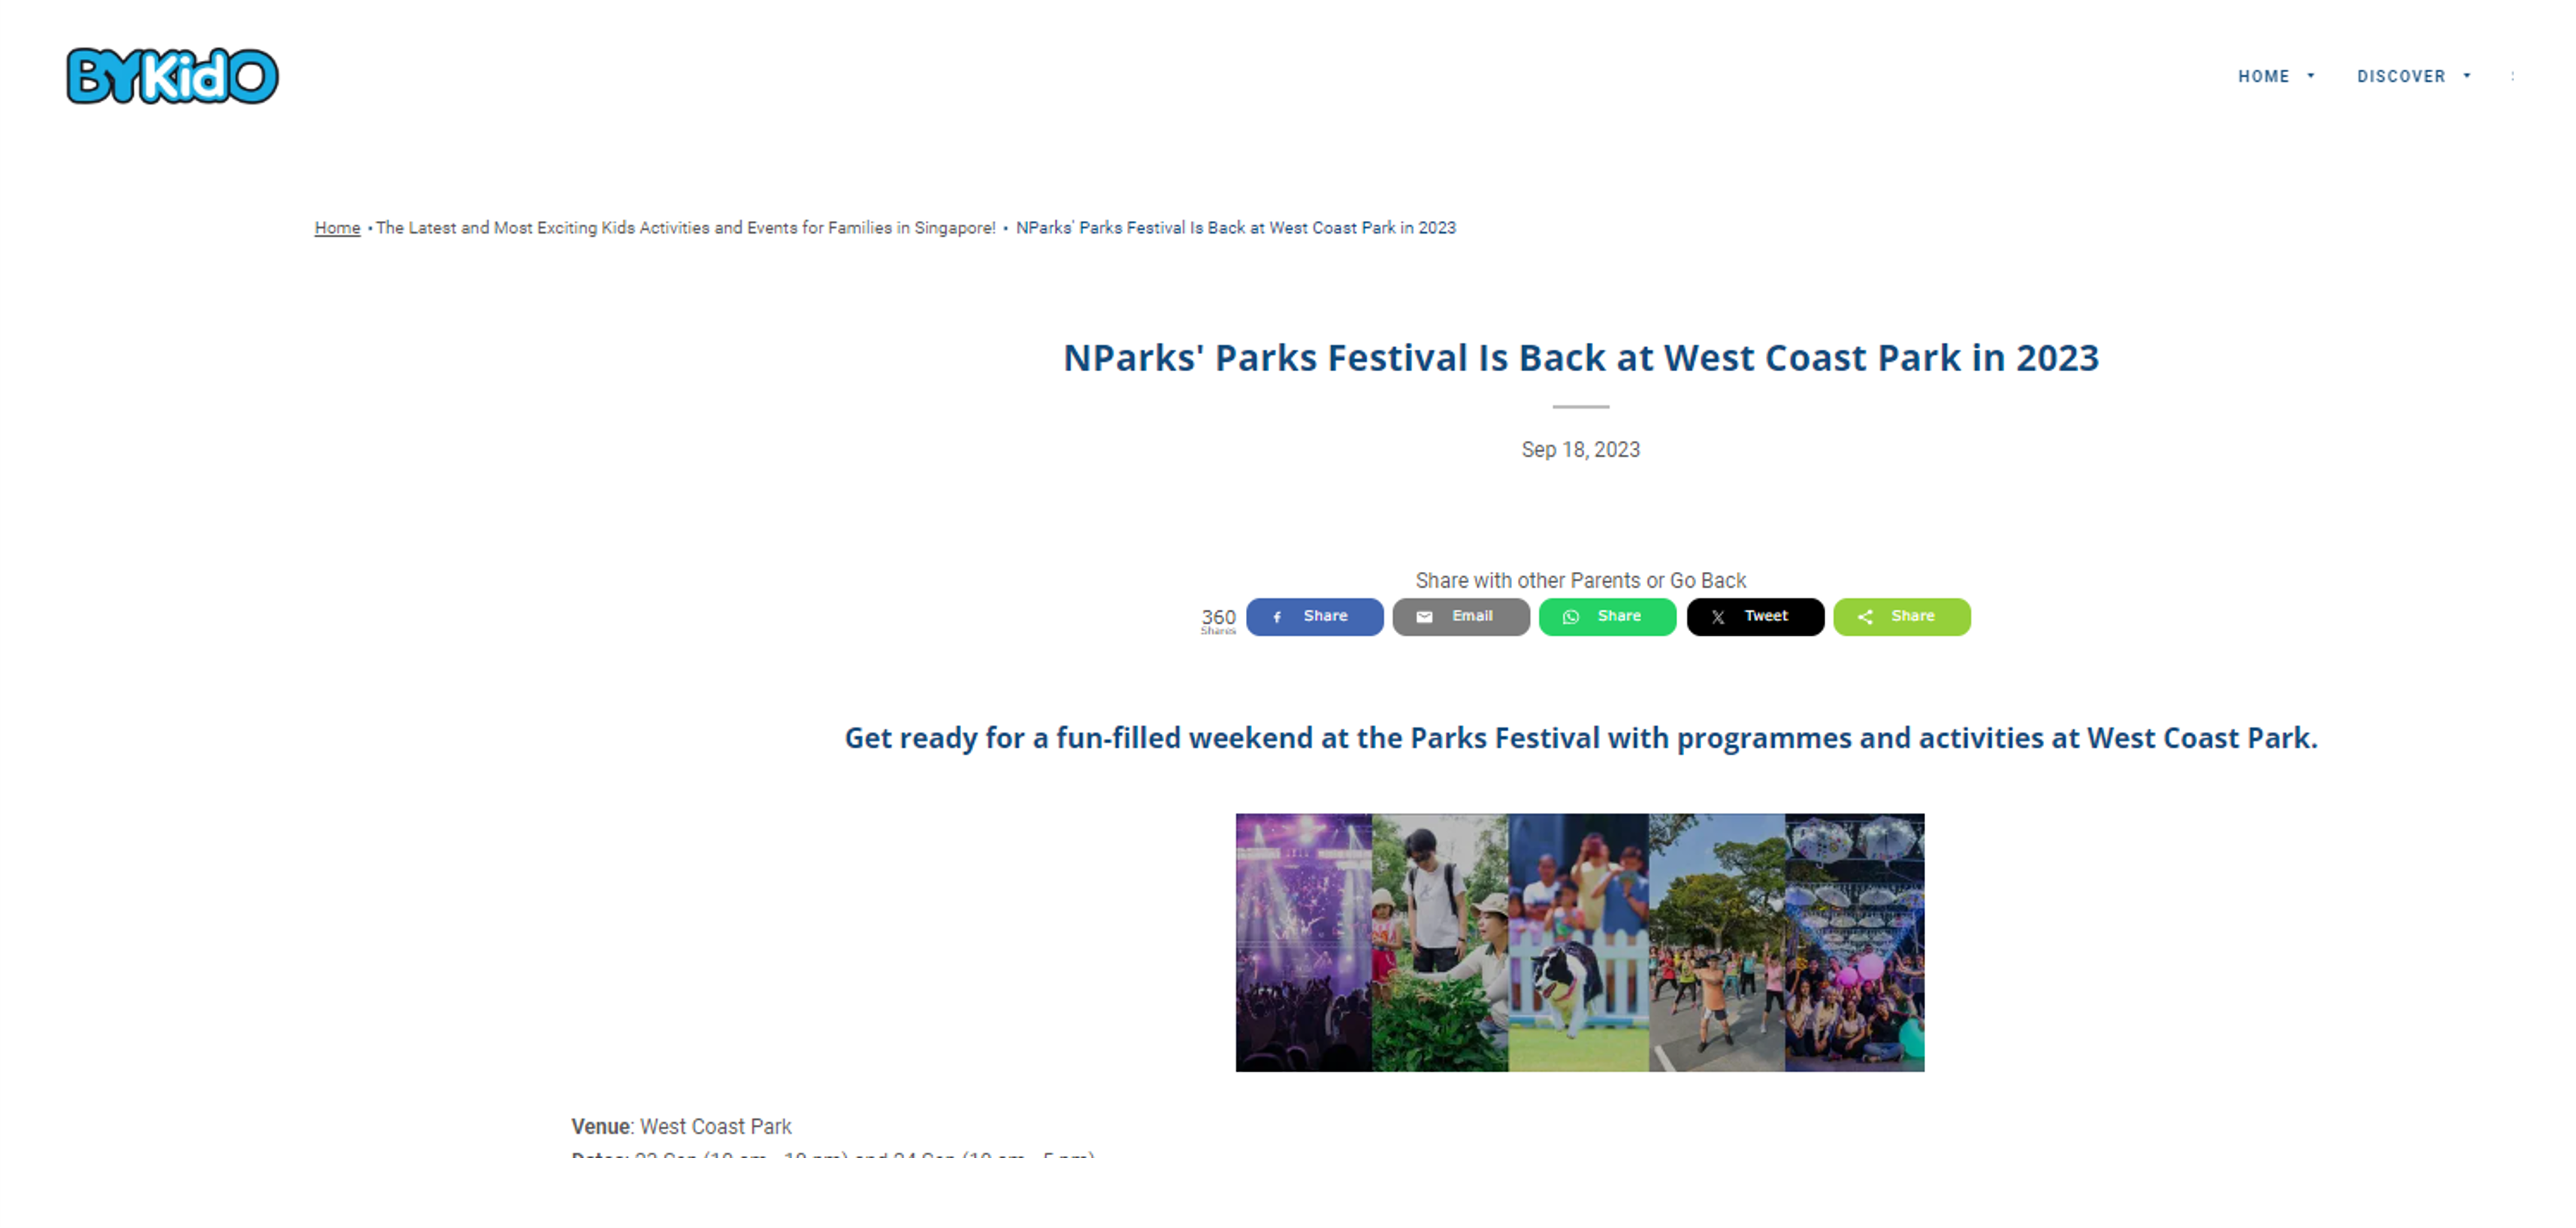 BYKidO
HOME DISCOVER
Home • The Latest and Most Exciting Kids Activities and Events for Families in Singapore! • NParks' Parks Festival Is Back at West Coast Park in 2023
NParks' Parks Festival Is Back at West Coast Park in 2023
Sep 18, 2023
Share with other Parents or Go Back
360
Shares
Share Email Share Tweet Share
Get ready for a fun-filled weekend at the Parks Festival with programmes and activities at West Coast Park.
Venue: West Coast Park